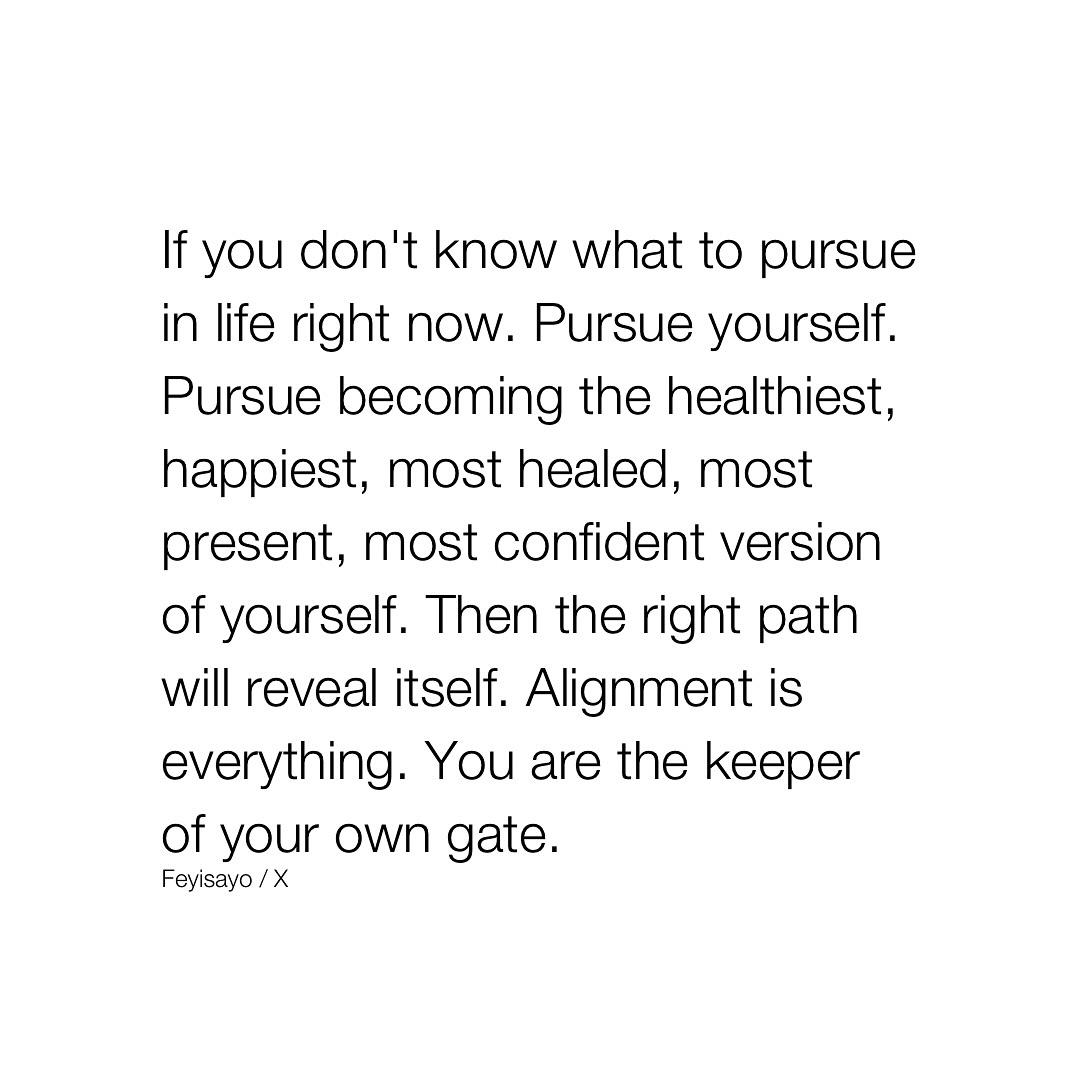 If you don't know what to pursue
in life right now. Pursue yourself.
Pursue becoming the healthiest,
happiest, most healed, most
present, most confident version
of yourself. Then the right path
will reveal itself. Alignment is
everything. You are the keeper
of your own gate.
Feyisayo / X